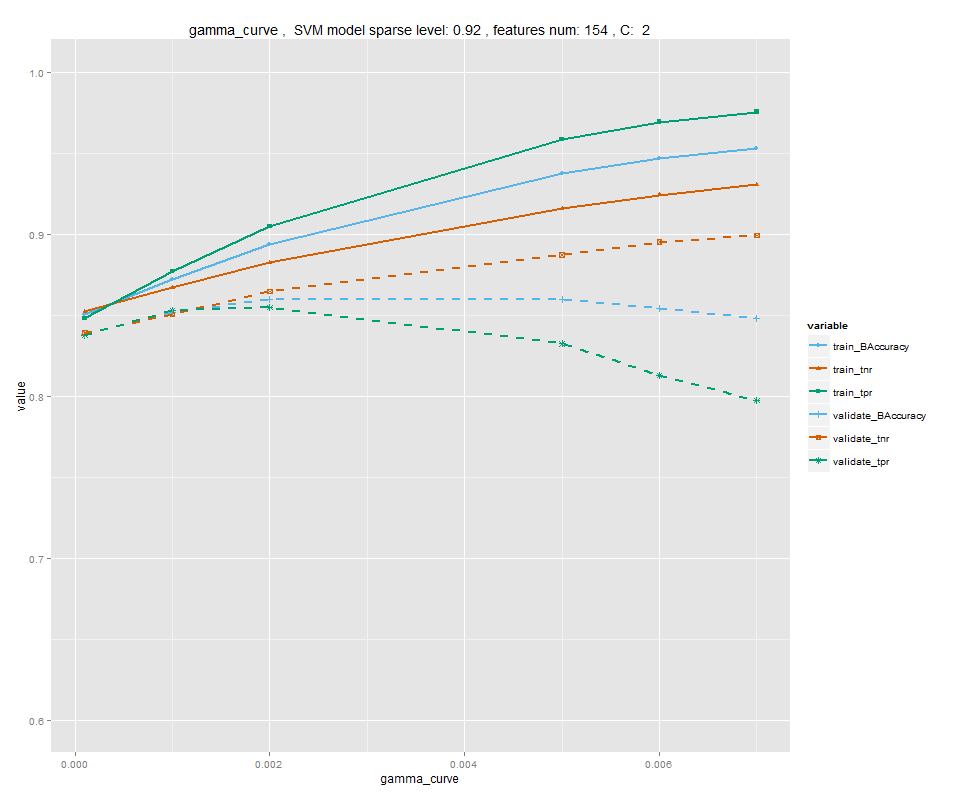 gamma_curve , SVM model sparse level: 0.92 , features num: 154 , C: 2
1.0
0.9
0.8
0.7
0.6
value
0.000
0.002
0.004
0.006
gamma_curve
variable
train_BAccuracy
train_tnr
train_tpr
validate_BAccuracy
validate_tnr
validate_tpr